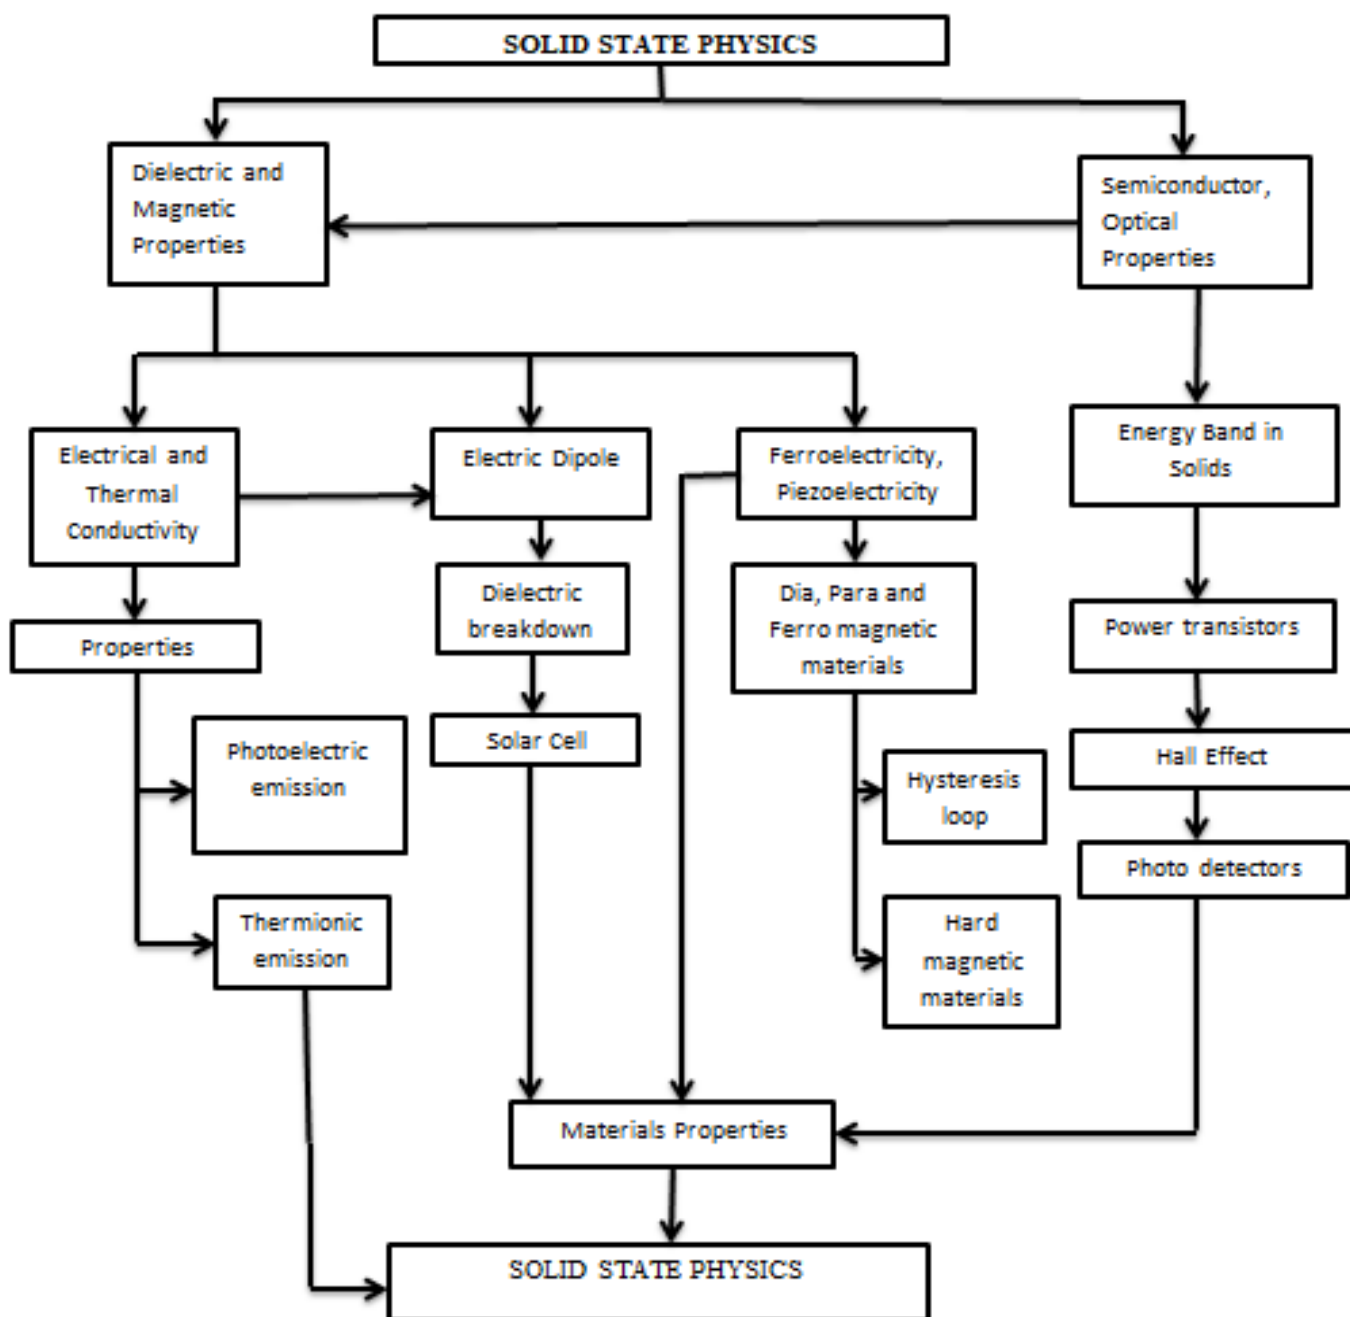 SOLID STATE PHYSICS
Dielectric and
Magnetic
Properties
Semiconductor,
Optical
Properties
Electrical and
Thermal
Conductivity
Electric Dipole
Ferroelectricity,
Piezoelectricity
Energy Band in
Solids
Dielectric
breakdown
Dia, Para and
Ferro magnetic
materials
Power transistors
Properties
Solar Cell
Photoelectric
emission
Hysteresis
loop
Hall Effect
Photo detectors
Thermionic
emission
Hard
magnetic
materials
Materials Properties
SOLID STATE PHYSICS